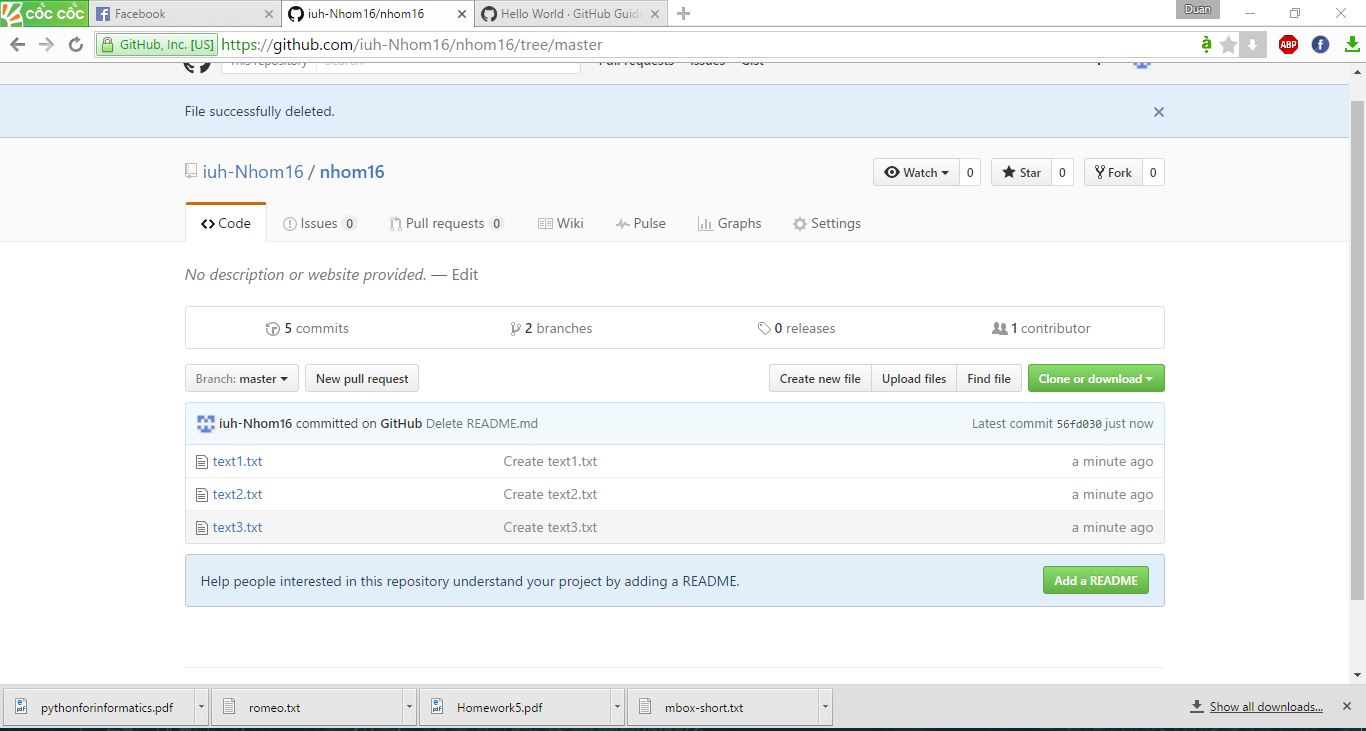 CỐC CỐC Facebook iuh-Nhom16/nhom16 Hello World · GitHub Guid Duan
GitHub, Inc. [US] https://github.com/iuh-Nhom16/nhom16/tree/master ABP
This repository Search Pull requests Issues Gist
File successfully deleted.
iuh-Nhom16 / nhom16 Watch 0 Star 0 Fork 0
Code Issues 0 Pull requests 0 Wiki Pulse Graphs Settings
No description or website provided. — Edit
5 commits 2 branches 0 releases 1 contributor
Branch: master New pull request Create new file Upload files Find file Clone or download
iuh-Nhom16 committed on GitHub Delete README.md Latest commit 56fd030 just now
text1.txt Create text1.txt a minute ago
text2.txt Create text2.txt a minute ago
text3.txt Create text3.txt a minute ago
Help people interested in this repository understand your project by adding a README. Add a README
pythonforinformatics.pdf romeo.txt Homework5.pdf mbox-short.txt Show all downloads...